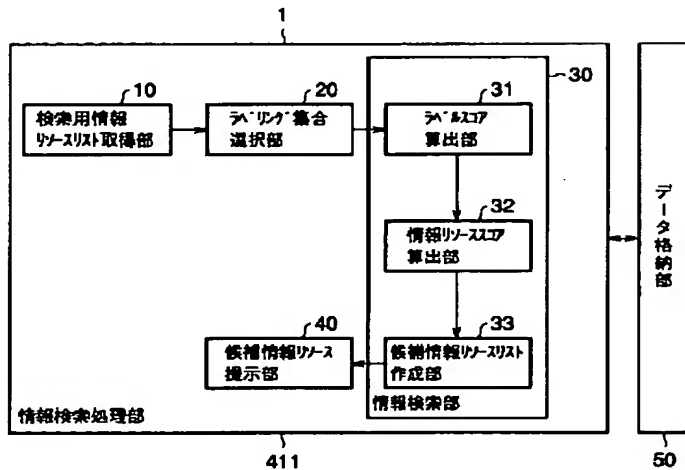 1
10
20
30
31
検索用情報
リソースリスト取得部
ラベリング集合
選択部
ラベルスコア
算出部
32
情報リソーススコア
算出部
40
33
候補情報リソース
提示部
候補情報リソースリスト
作成部
情報検索処理部
情報検索部
データ格納部
411
50